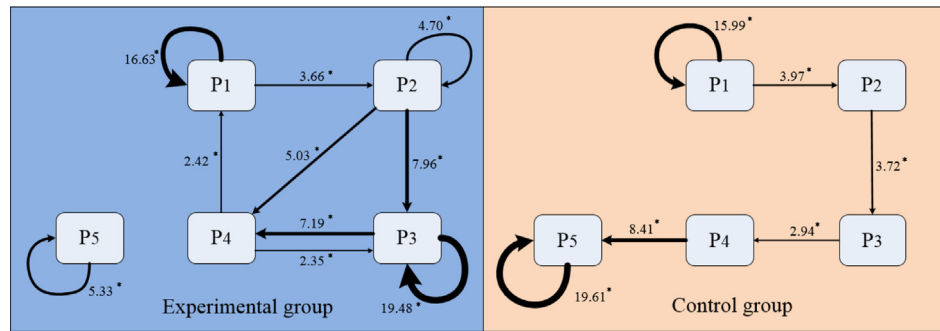 4.70*
16.63*
P1
3.66*
P2
2.42*
5.03*
7.96*
P5
P4
7.19*
2.35*
P3
5.33*
19.48*
Experimental group
15.99*
P1
3.97*
P2
3.72*
P5
8.41*
P4
2.94*
P3
19.61*
Control group